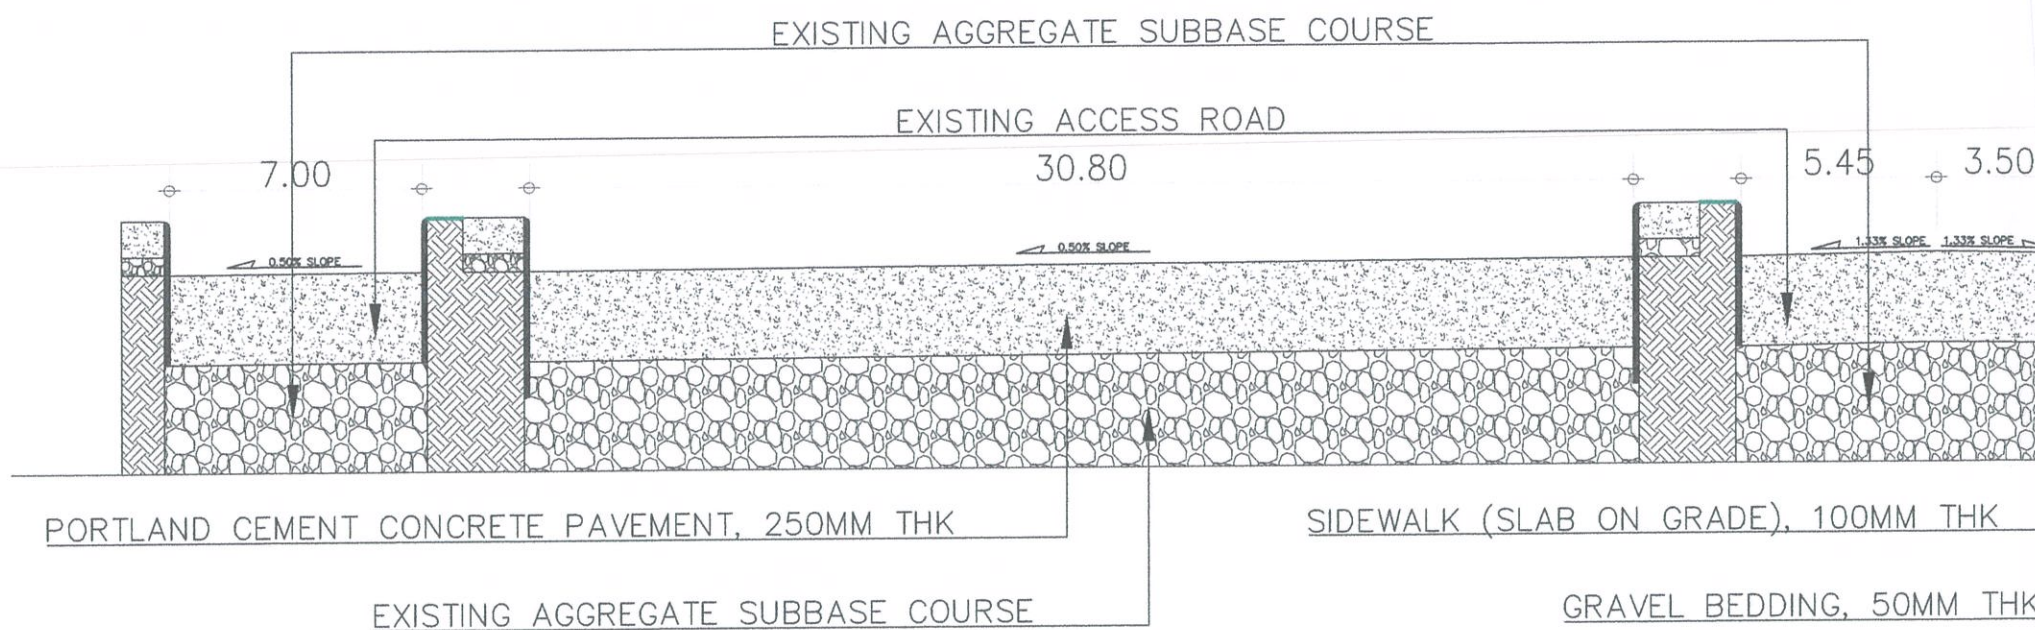 EXISTING AGGREGATE SUBBASE COURSE
EXISTING ACCESS ROAD
7.00
30.80
5.45
3.50
0.50% SLOPE
0.50% SLOPE
1.33% SLOPE
1.33% SLOPE
PORTLAND CEMENT CONCRETE PAVEMENT, 250MM THK
SIDEWALK (SLAB ON GRADE), 100MM THK
EXISTING AGGREGATE SUBBASE COURSE
GRAVEL BEDDING, 50MM THK